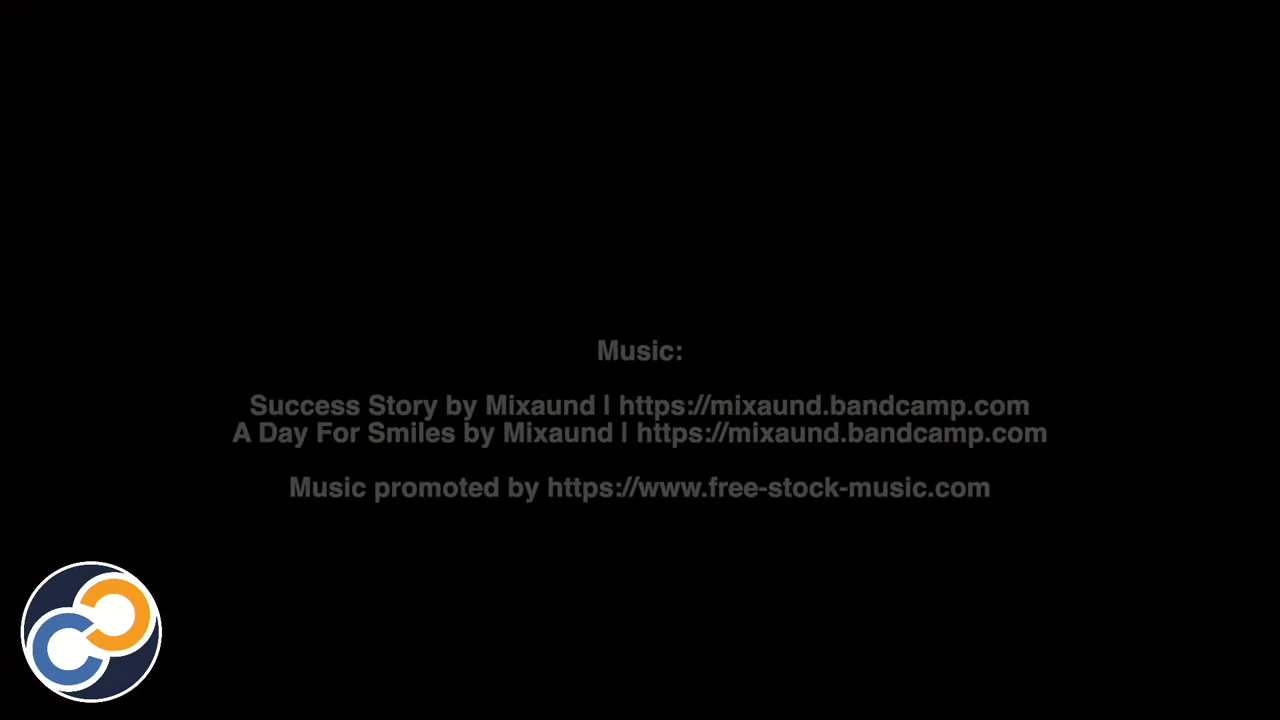 Music:
Success Story by Mixaund | https://mixaund.bandcamp.com
A Day For Smiles by Mixaund | https://mixaund.bandcamp.com
Music promoted by https://www.free-stock-music.com